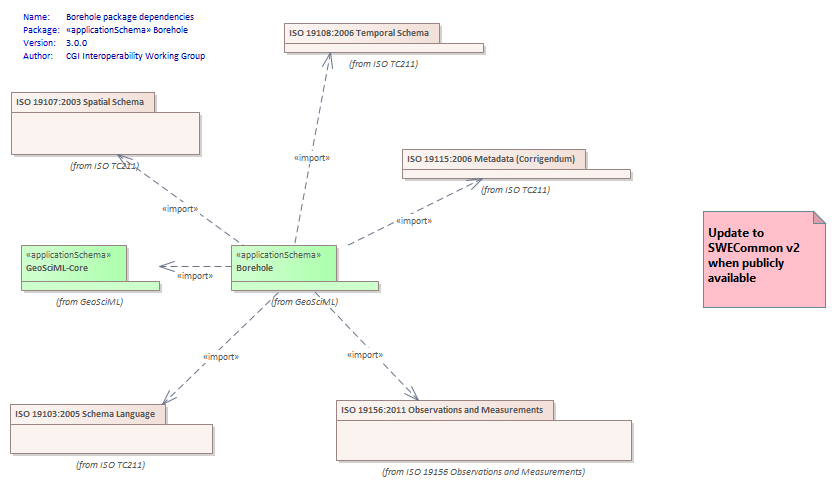 Name: Borehole package dependencies
Package: «applicationSchema» Borehole
Version: 3.0.0
Author: CGI Interoperability Working Group
ISO 19108:2006 Temporal Schema
(from ISO TC211)
ISO 19107:2003 Spatial Schema
(from ISO TC211)
«import»
ISO 19115:2006 Metadata (Corrigendum)
(from ISO TC211)
«import»
«import»
Update to
SWECommon v2
when publicly
available
«applicationSchema»
GeoSciML-Core
(from GeoSciML)
«import»
«applicationSchema»
Borehole
(from GeoSciML)
«import»
«import»
ISO 19103:2005 Schema Language
(from ISO TC211)
ISO 19156:2011 Observations and Measurements
(from ISO 19156 Observations and Measurements)